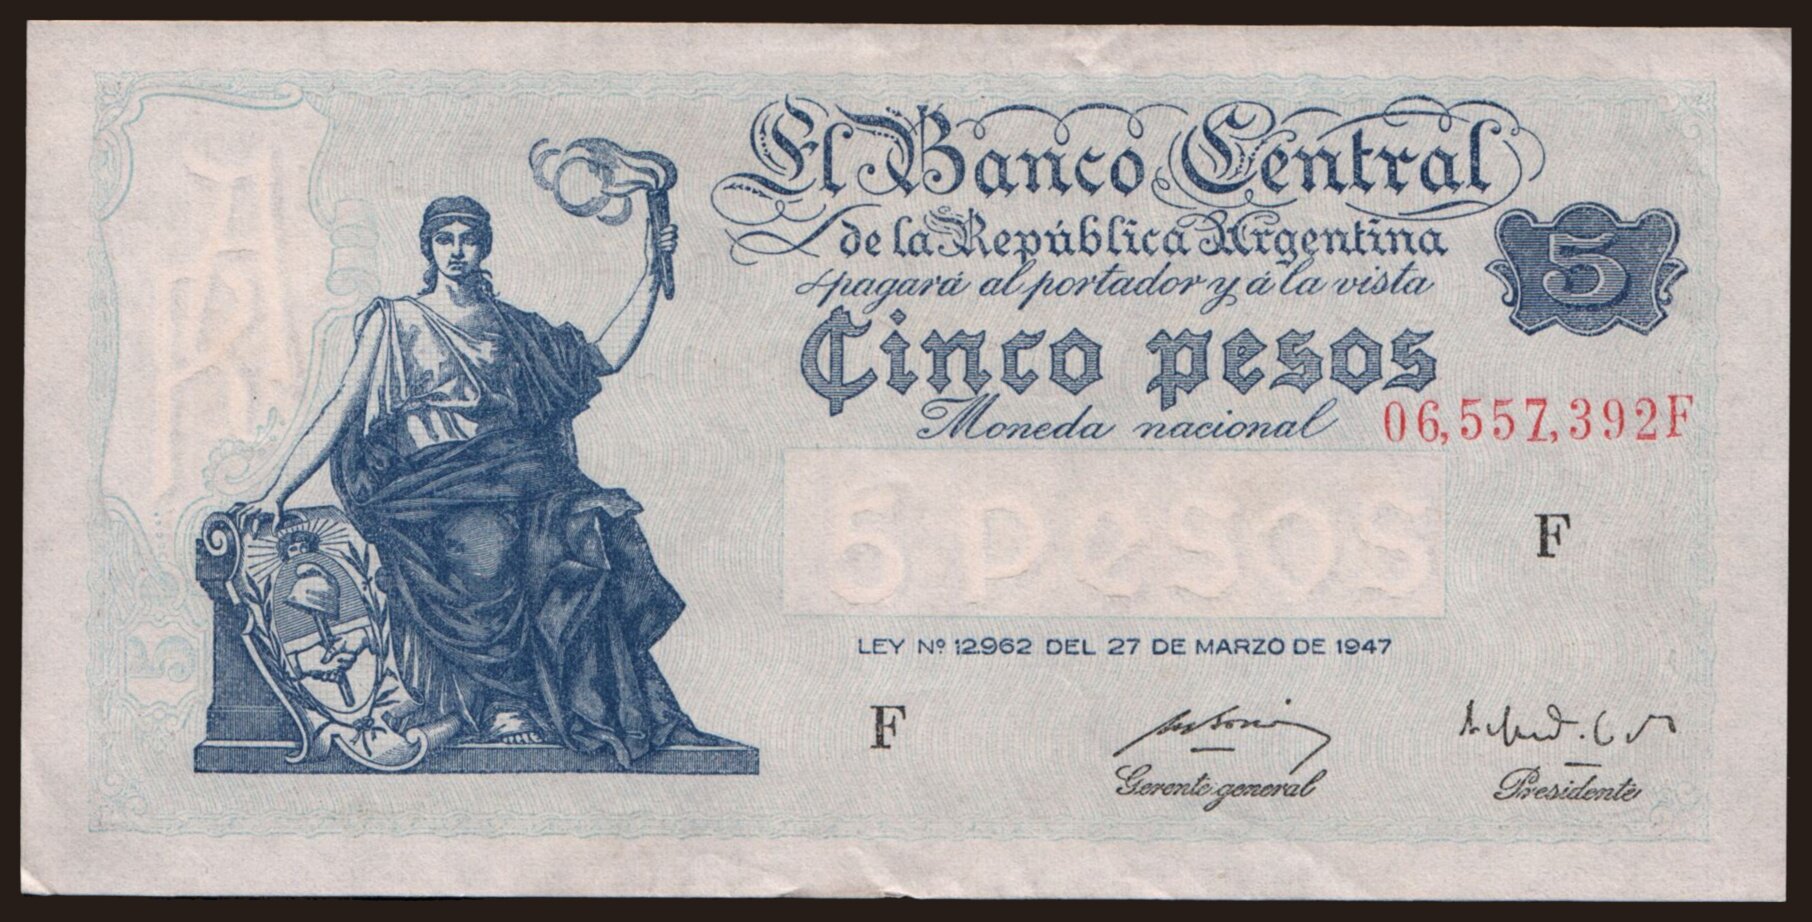 El Banco Central
de la República Argentina
pagará al portador y á la vista
5
Cinco pesos
Moneda nacional
06,557,392F
5 Pesos
F
LEY Nº 12.962 DEL 27 DE MARZO DE 1947
F
Gerente general
Presidente
5